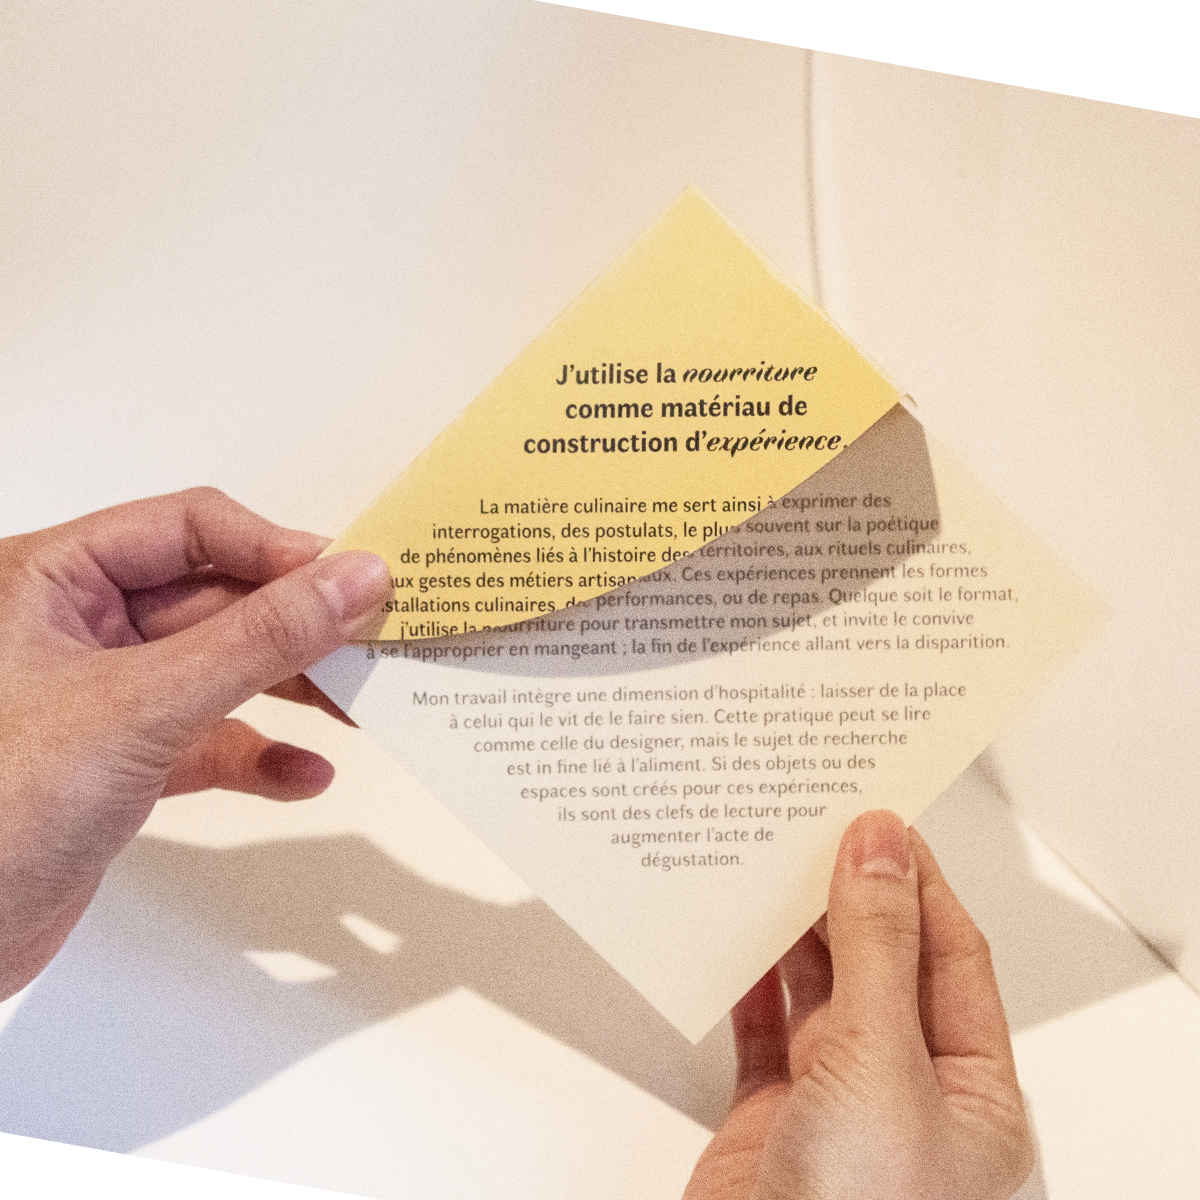 J'utilise la nourriture
comme matériau de
construction d'expérience.
La matière culinaire me sert ainsi à exprimer des
interrogations, des postulats, le plus souvent sur la poétique
de phénomènes liés à l'histoire des territoires, aux rituels culinaires,
aux gestes des métiers artisanaux. Ces expériences prennent les formes
installations culinaires, de performances, ou de repas. Quelque soit le format,
j'utilise la nourriture pour transmettre mon sujet, et invite le convive
à se l'approprier en mangeant ; la fin de l'expérience allant vers la disparition.
Mon travail intègre une dimension d'hospitalité : laisser de la place
à celui qui le vit de le faire sien. Cette pratique peut se lire
comme celle du designer, mais le sujet de recherche
est in fine lié à l'aliment. Si des objets ou des
espaces sont créés pour ces expériences,
ils sont des clefs de lecture pour
augmenter l'acte de
dégustation.